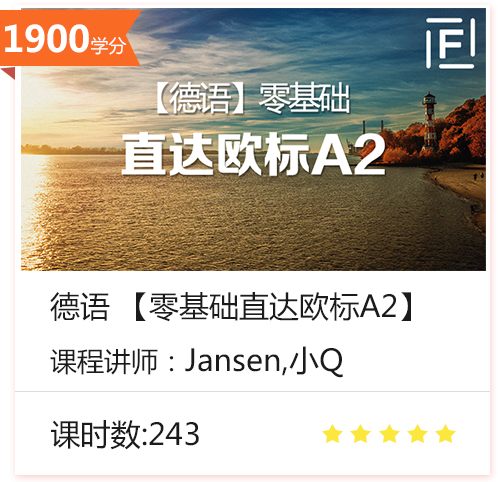 1900学分
F
【德语】零基础
直达欧标A2
德语 【零基础直达欧标A2】
课程讲师：Jansen,小Q
课时数:243